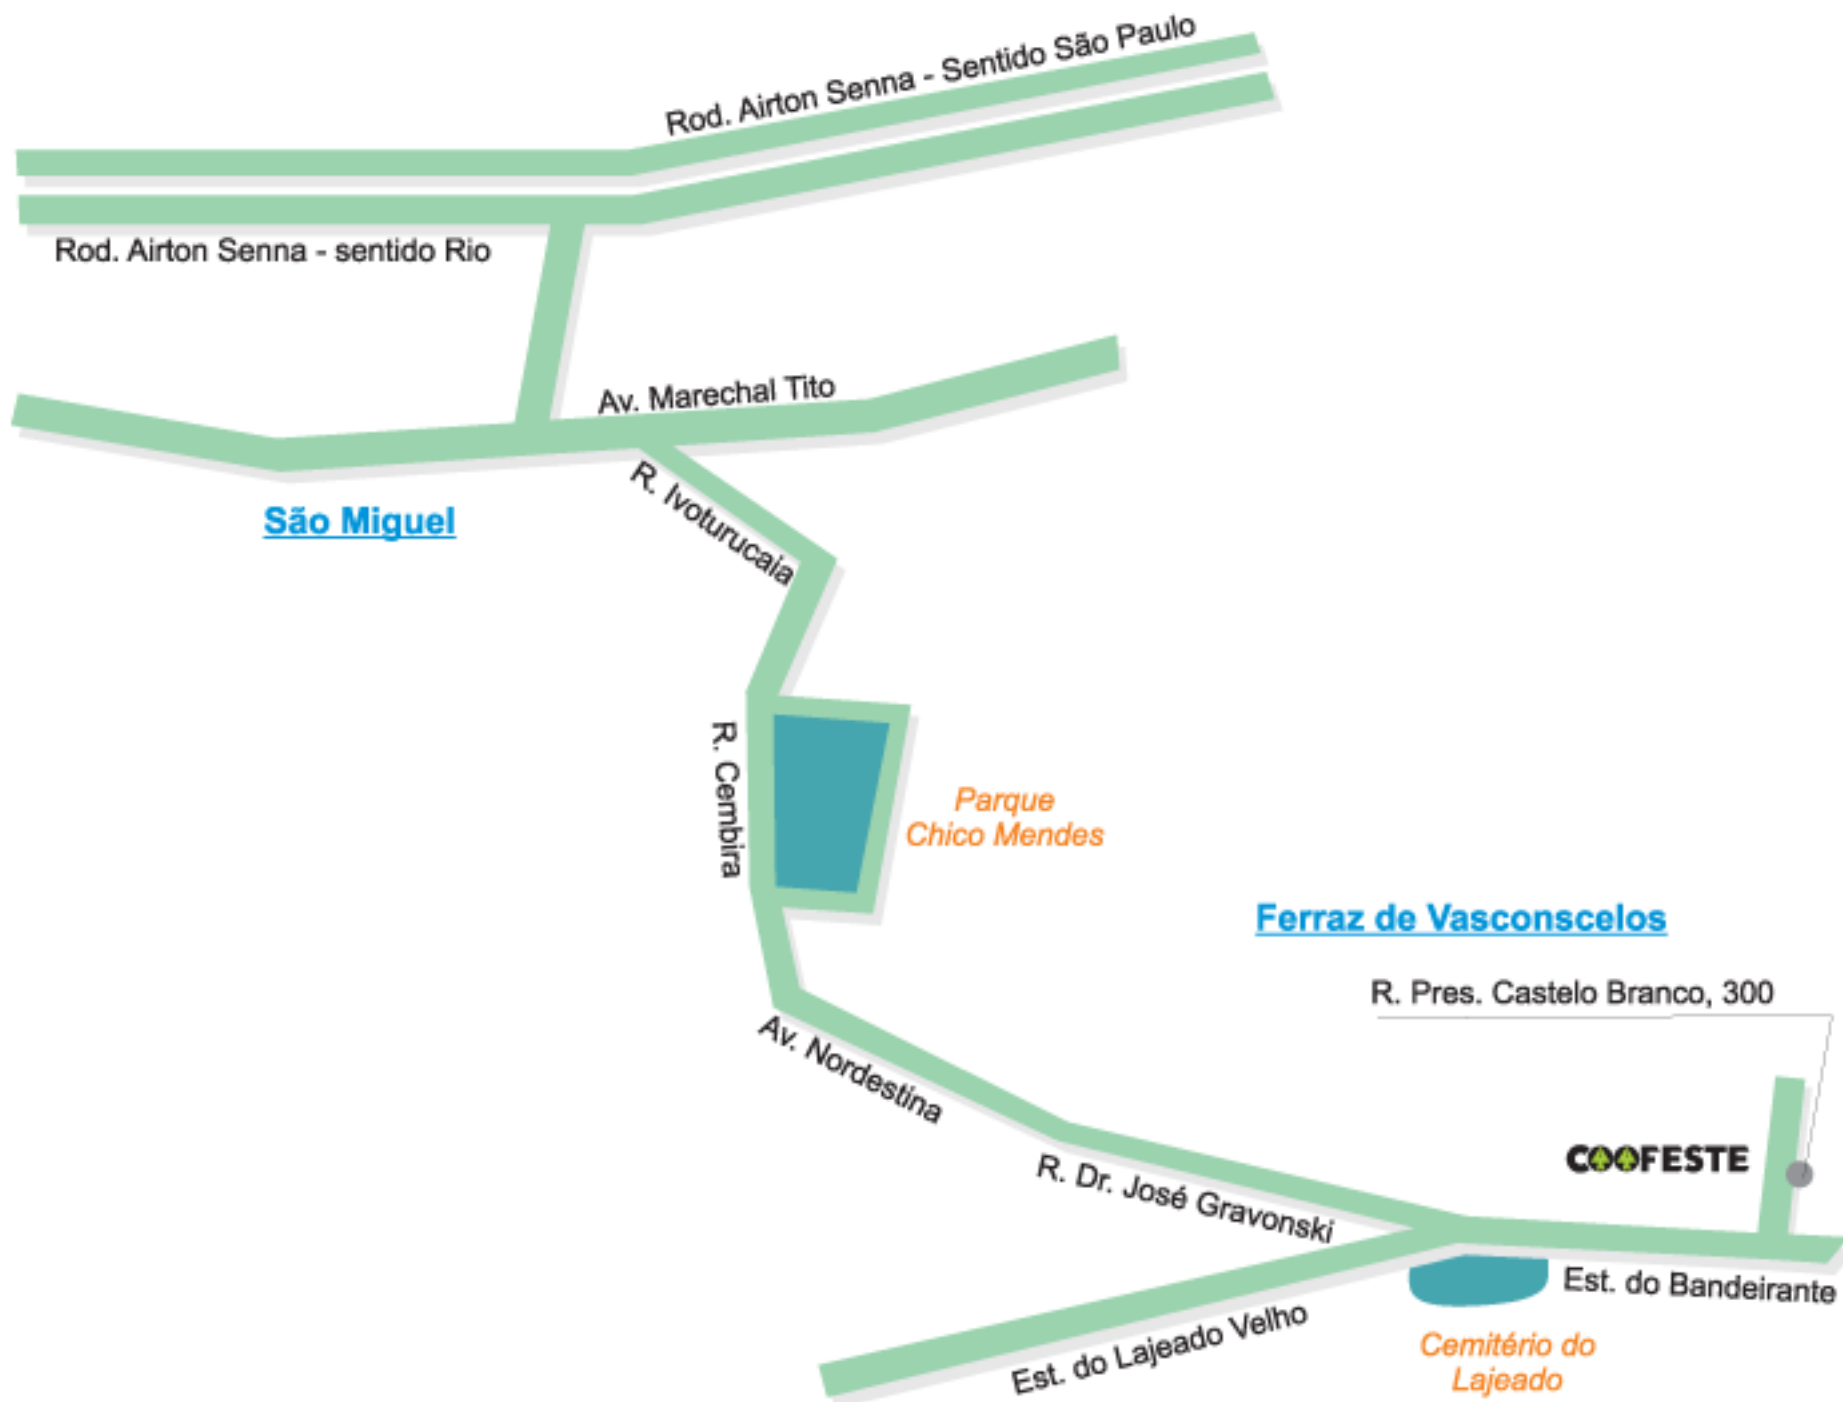 Rod. Airton Senna - Sentido São Paulo
Rod. Airton Senna - sentido Rio
Av. Marechal Tito
R. Ivoturucaia
São Miguel
R. Cembira
Parque
Chico Mendes
Ferraz de Vasconscelos
R. Pres. Castelo Branco, 300
Av. Nordestina
COOFESTE
R. Dr. José Gravonski
Est. do Bandeirante
Est. do Lajeado Velho
Cemitério do
Lajeado